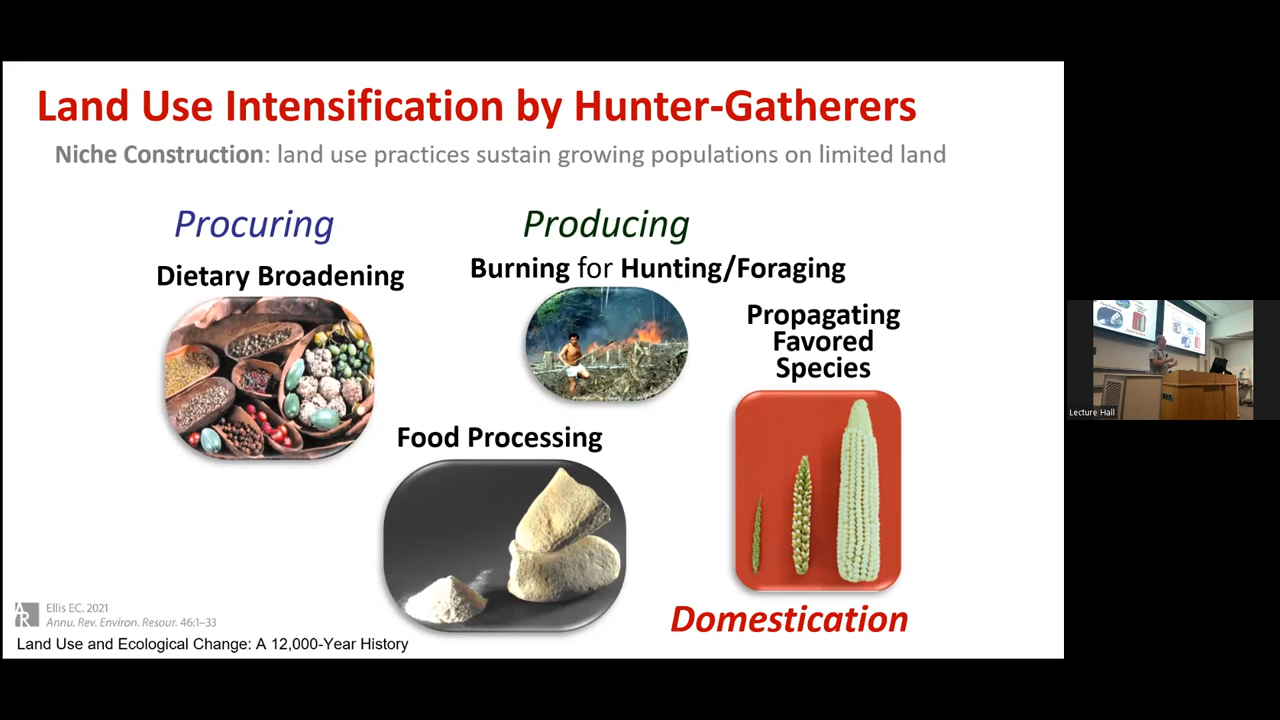 Land Use Intensification by Hunter-Gatherers
Niche Construction: land use practices sustain growing populations on limited land
Procuring
Producing
Dietary Broadening
Burning for Hunting/Foraging
Propagating
Favored
Species
Food Processing
Domestication
AR
Ellis EC. 2021
Annu. Rev. Environ. Resour. 46:1–33
Land Use and Ecological Change: A 12,000-Year History
Lecture Hall